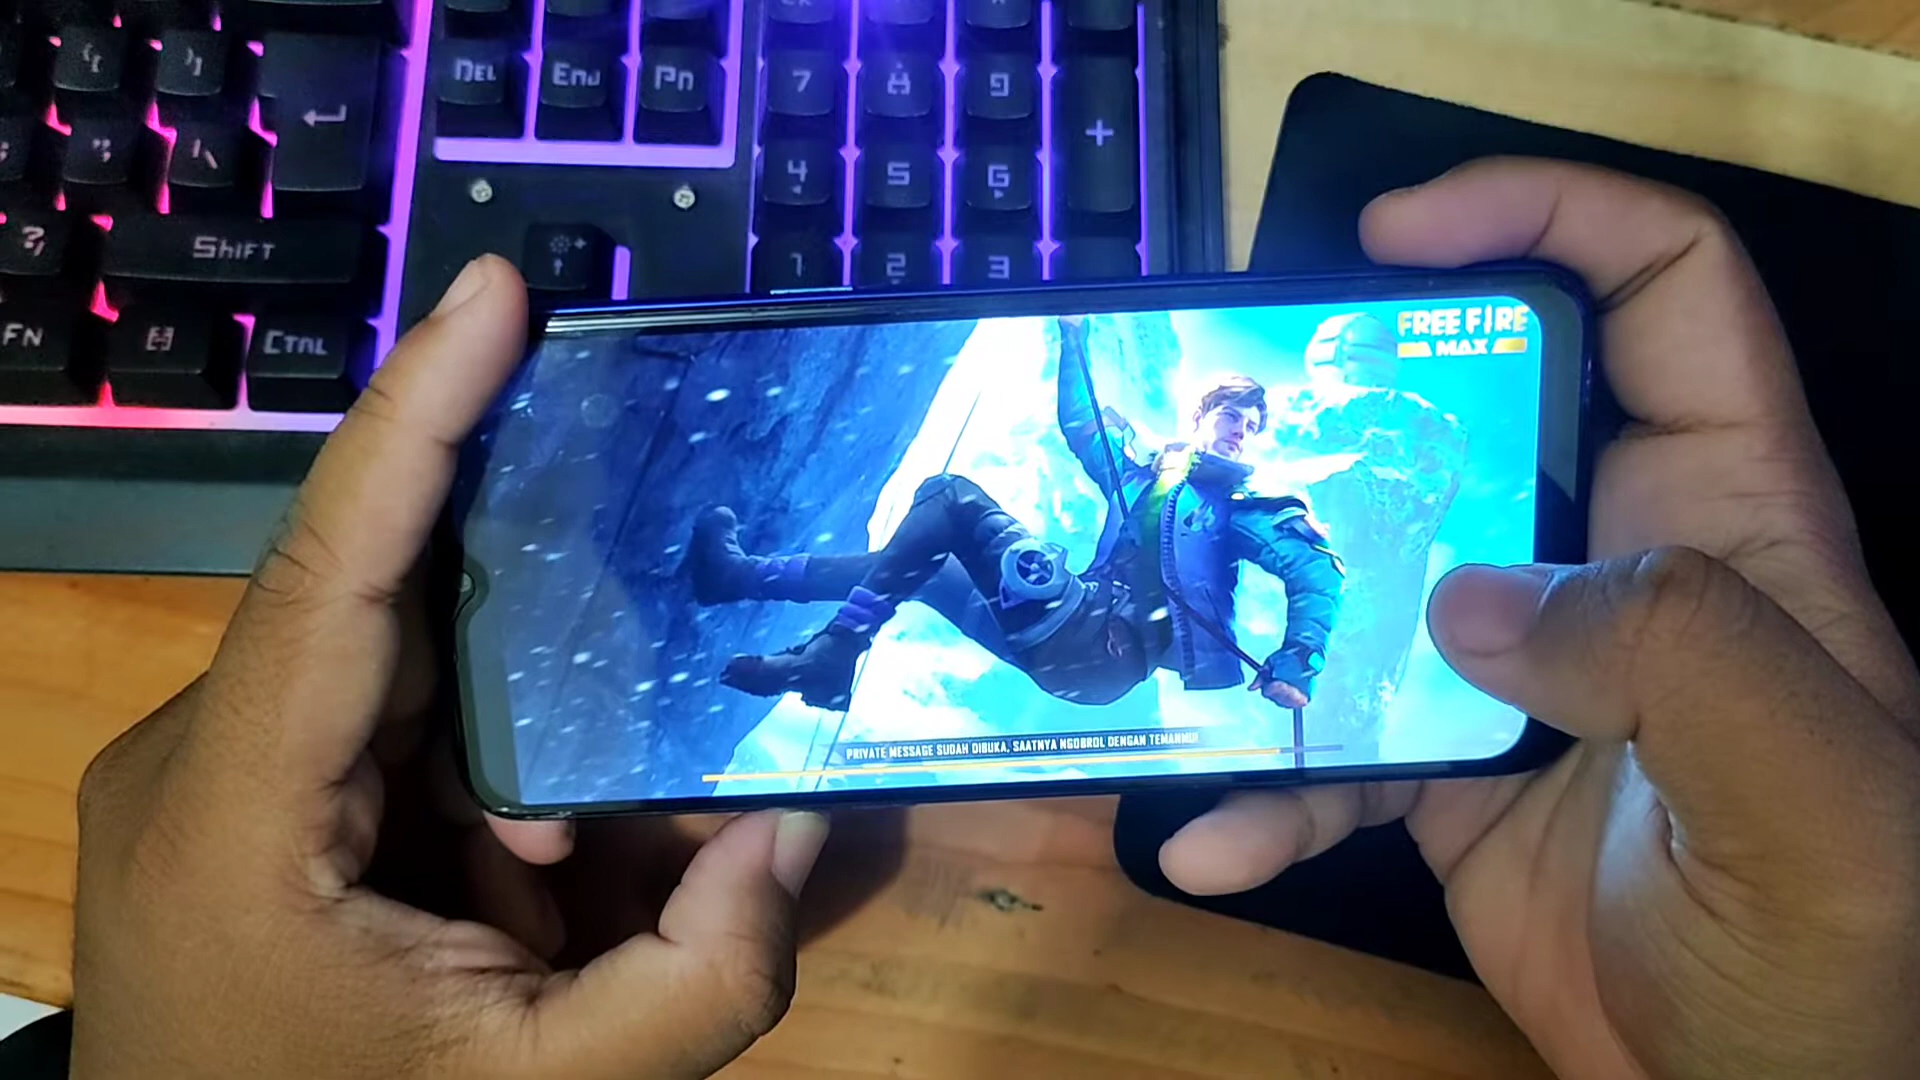 DEL End Pn 7 8 9 +
4 5 6
" ; | \
? SHIFT
1 2 3
FN CTRL
FREE FIRE
MAX
PRIVATE MESSAGE SUDAH DIBUKA, SAATNYA NGOBROL DENGAN TEMANMU!